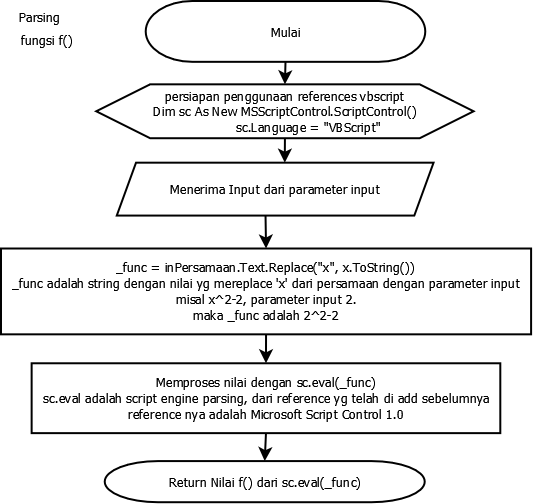 Parsing
fungsi f()
Mulai
persiapan penggunaan references vbscript
Dim sc As New MSScriptControl.ScriptControl()
sc.Language = "VBScript"
Menerima Input dari parameter input
_func = inPersamaan.Text.Replace("x", x.ToString())
_func adalah string dengan nilai yg mereplace 'x' dari persamaan dengan parameter input
misal x^2-2, parameter input 2.
maka _func adalah 2^2-2
Memproses nilai dengan sc.eval(_func)
sc.eval adalah script engine parsing, dari reference yg telah di add sebelumnya
reference nya adalah Microsoft Script Control 1.0
Return Nilai f() dari sc.eval(_func)